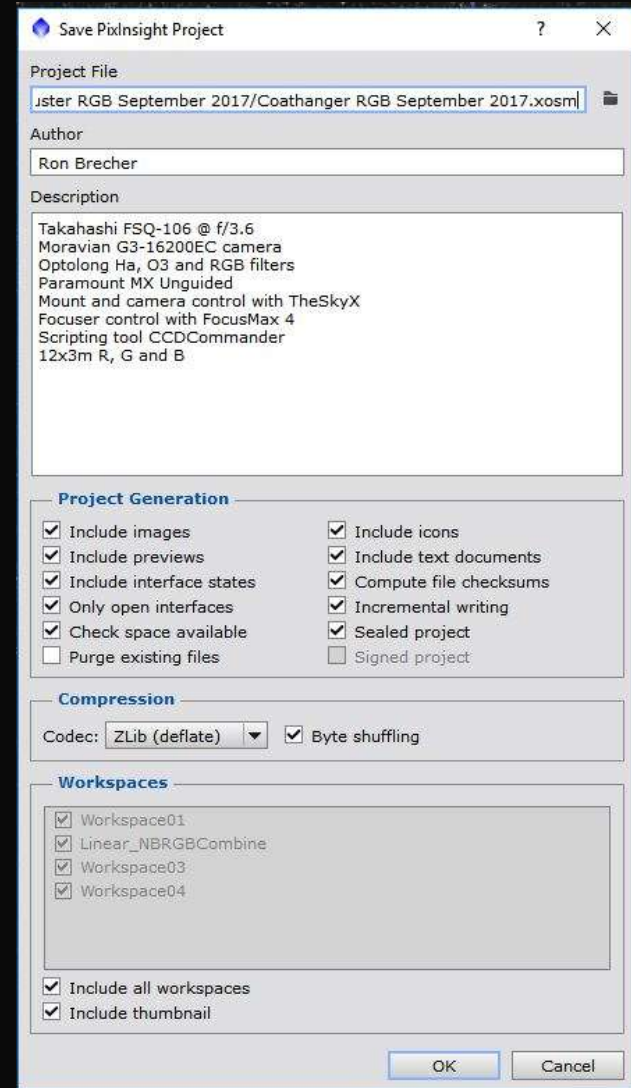 Save PixInsight Project ? ×
Project File
uster RGB September 2017/Coathanger RGB September 2017.xosm
Author
Ron Brecher
Description
Takahashi FSQ-106 @ f/3.6
Moravian G3-16200EC camera
Optolong Ha, O3 and RGB filters
Paramount MX Unguided
Mount and camera control with TheSkyX
Focuser control with FocusMax 4
Scripting tool CCDCommander
12x3m R, G and B
Project Generation
Include images Include icons
Include previews Include text documents
Include interface states Compute file checksums
Only open interfaces Incremental writing
Check space available Sealed project
Purge existing files Signed project
Compression
Codec: ZLib (deflate) Byte shuffling
Workspaces
Workspace01
Linear_NBRGBCombine
Workspace03
Workspace04
Include all workspaces
Include thumbnail
OK Cancel